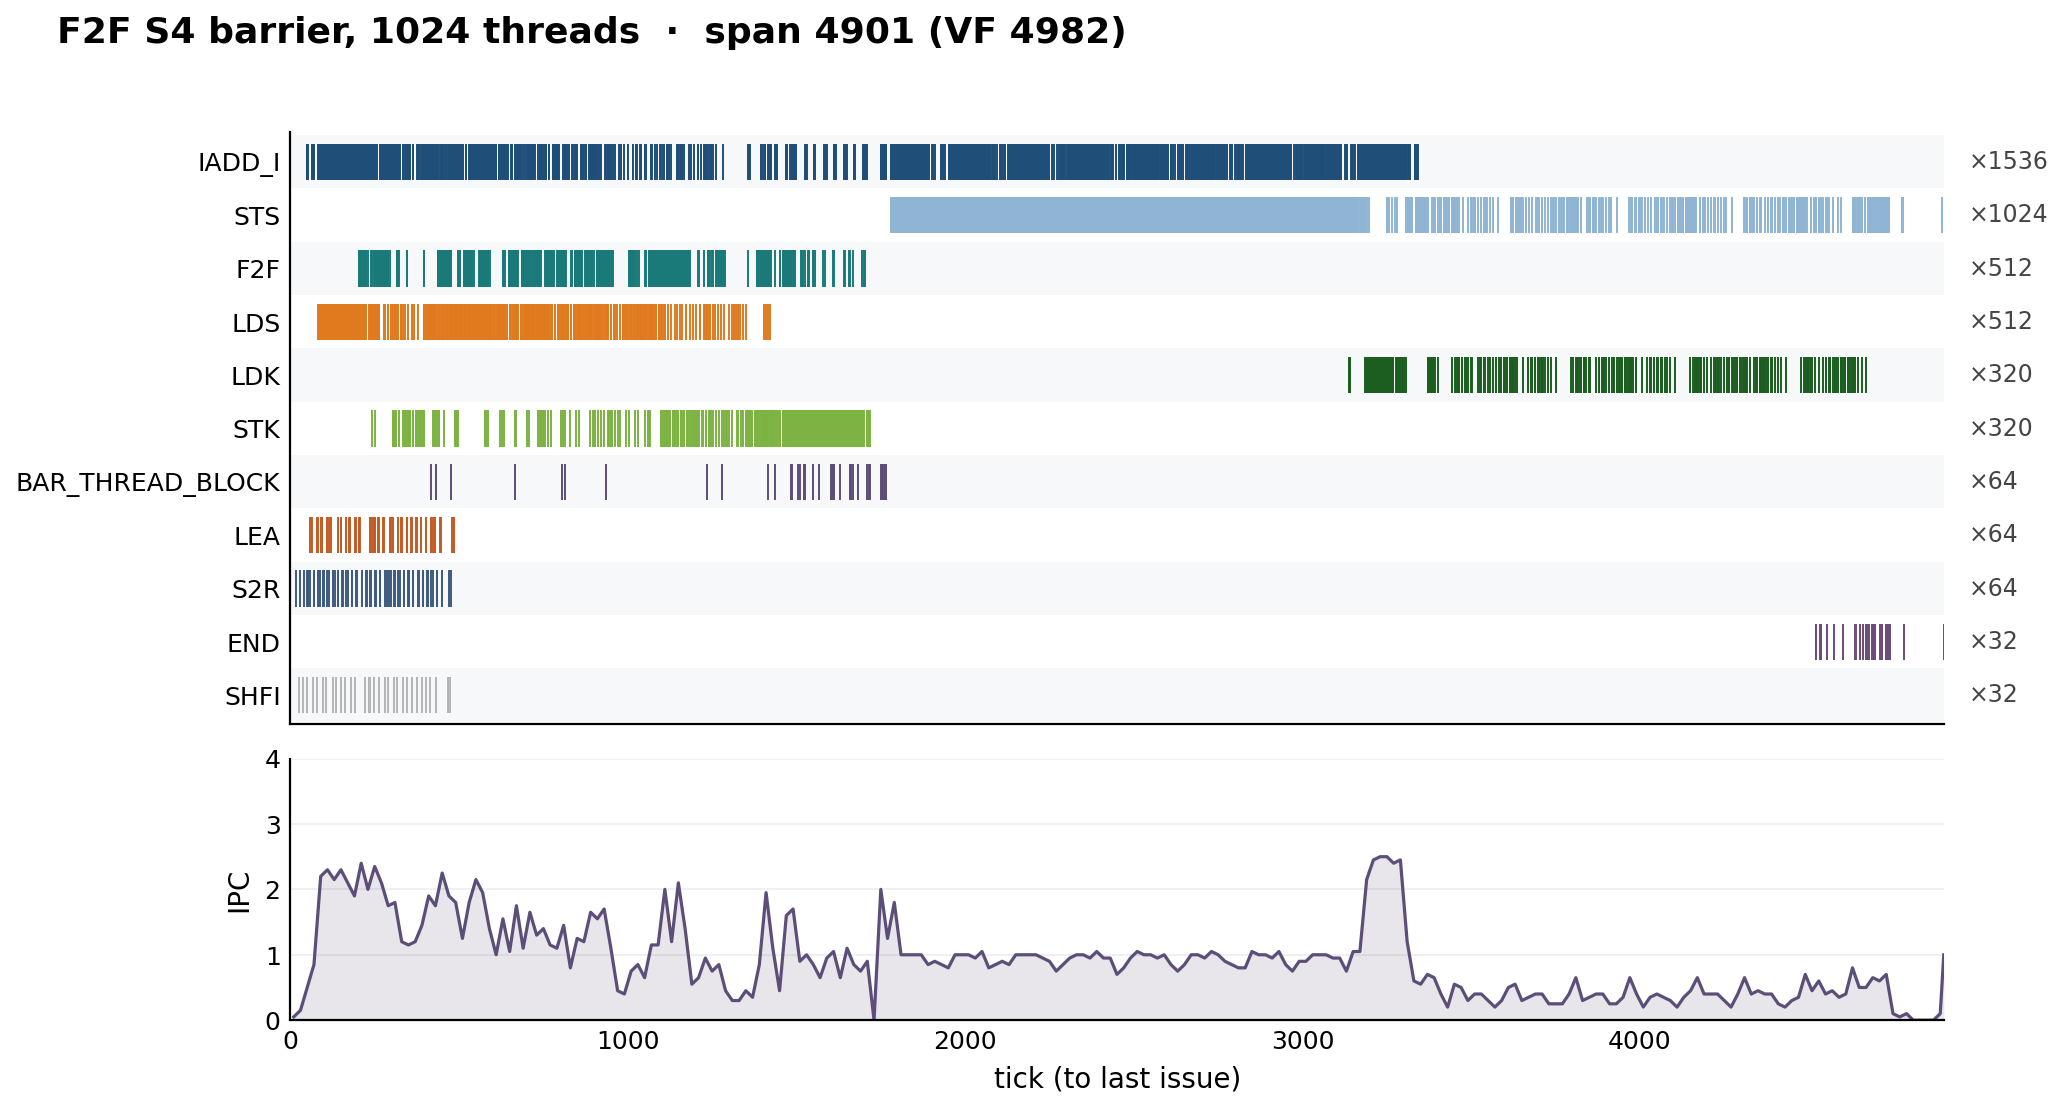 F2F S4 barrier, 1024 threads · span 4901 (VF 4982)
IADD_I ×1536
STS ×1024
F2F ×512
LDS ×512
LDK ×320
STK ×320
BAR_THREAD_BLOCK ×64
LEA ×64
S2R ×64
END ×32
SHFI ×32
4
3
2
1
0
IPC
0 1000 2000 3000 4000
tick (to last issue)